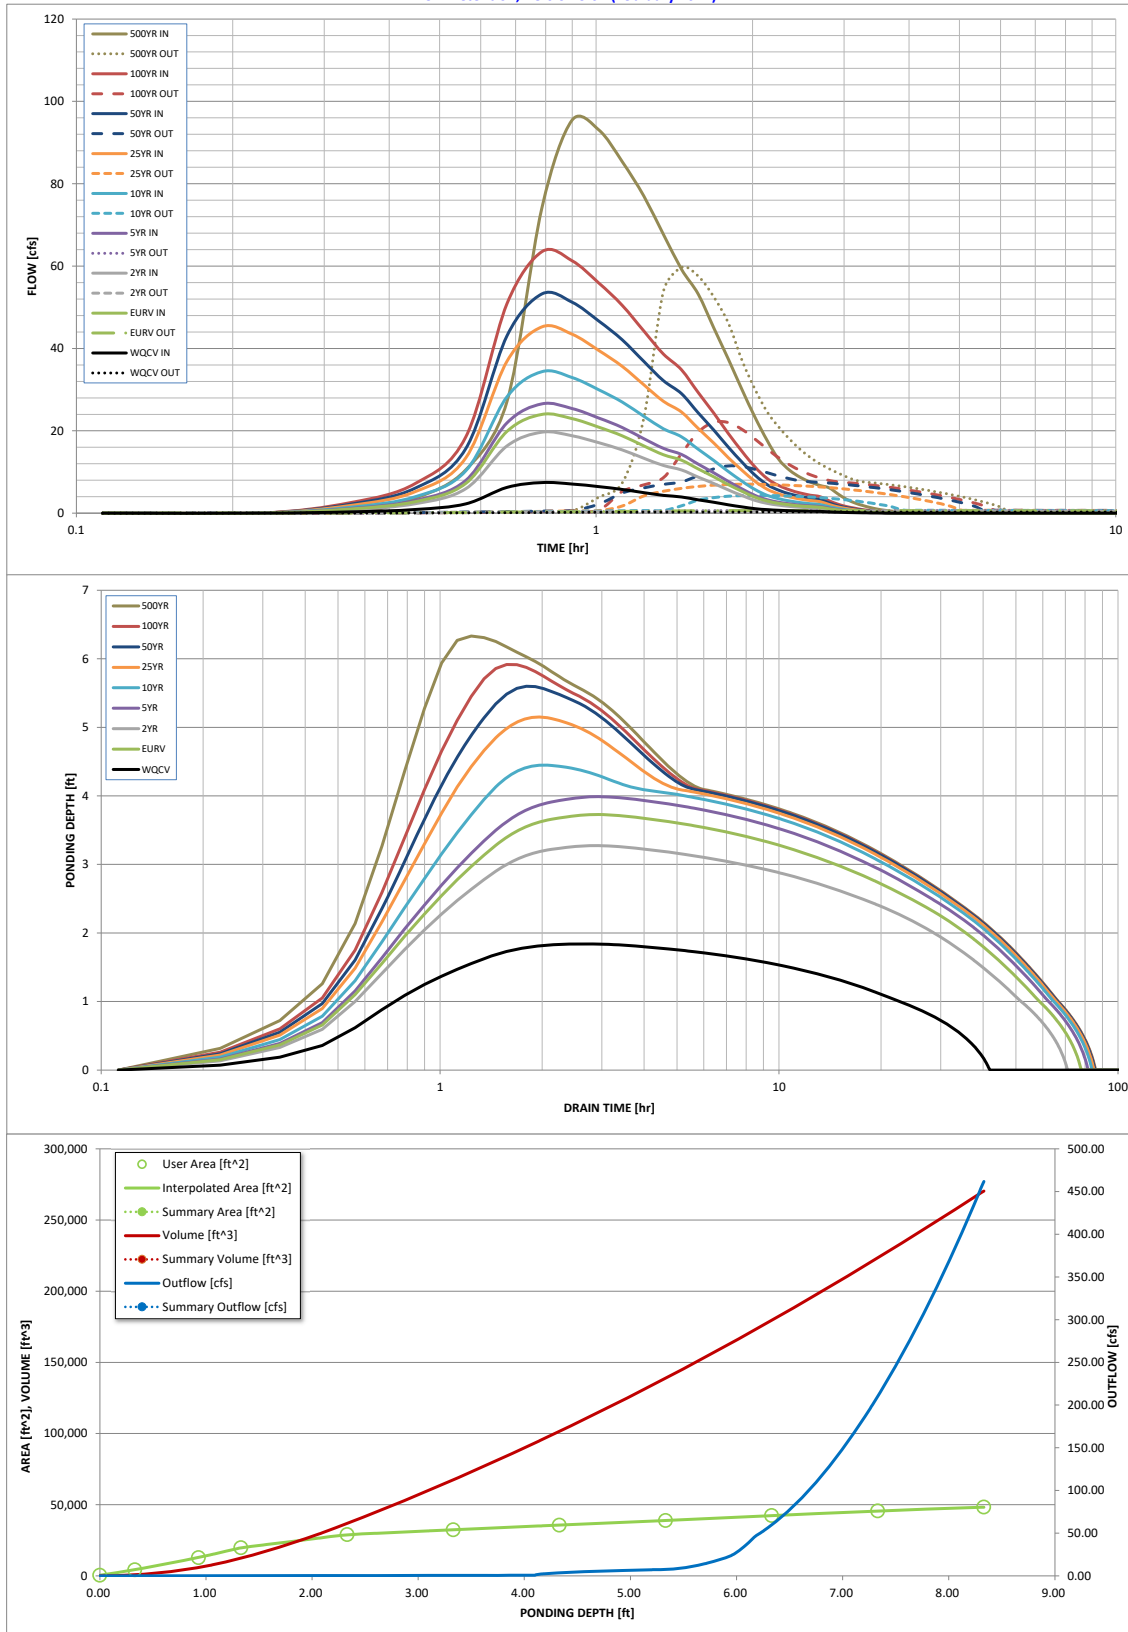 120
100
80
60
40
20
0
FLOW [cfs]
500YR IN
500YR OUT
100YR IN
100YR OUT
50YR IN
50YR OUT
25YR IN
25YR OUT
10YR IN
10YR OUT
5YR IN
5YR OUT
2YR IN
2YR OUT
EURV IN
EURV OUT
WQCV IN
WQCV OUT
0.1
1
10
TIME [hr]
7
6
5
4
3
2
1
0
PONDING DEPTH [ft]
500YR
100YR
50YR
25YR
10YR
5YR
2YR
EURV
WQCV
0.1
1
10
100
DRAIN TIME [hr]
300,000
250,000
200,000
150,000
100,000
50,000
0
AREA [ft^2], VOLUME [ft^3]
User Area [ft^2]
Interpolated Area [ft^2]
Summary Area [ft^2]
Volume [ft^3]
Summary Volume [ft^3]
Outflow [cfs]
Summary Outflow [cfs]
500.00
450.00
400.00
350.00
300.00
250.00
200.00
150.00
100.00
50.00
0.00
OUTFLOW [cfs]
0.00
1.00
2.00
3.00
4.00
5.00
6.00
7.00
8.00
9.00
PONDING DEPTH [ft]